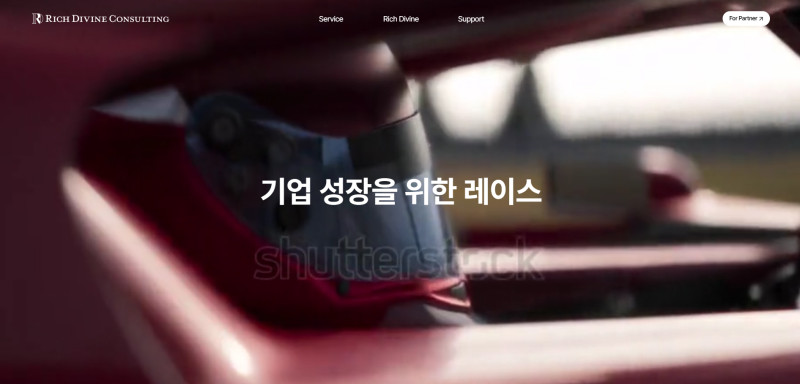 Rich Divine Consulting
Service
Rich Divine
Support
For Partner ↗
기업 성장을 위한 레이스
shutterstock